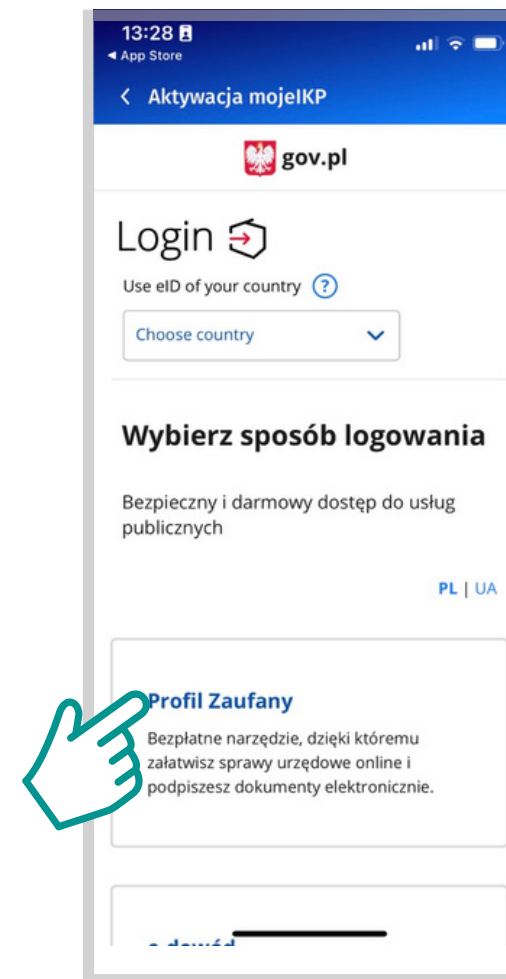 13:28
◀ App Store
Aktywacja mojeIKP
gov.pl
Login
Use eID of your country ?
Choose country
Wybierz sposób logowania
Bezpieczny i darmowy dostęp do usług
publicznych
PL | UA
Profil Zaufany
Bezpłatne narzędzie, dzięki któremu
załatwisz sprawy urzędowe online i
podpiszesz dokumenty elektronicznie.